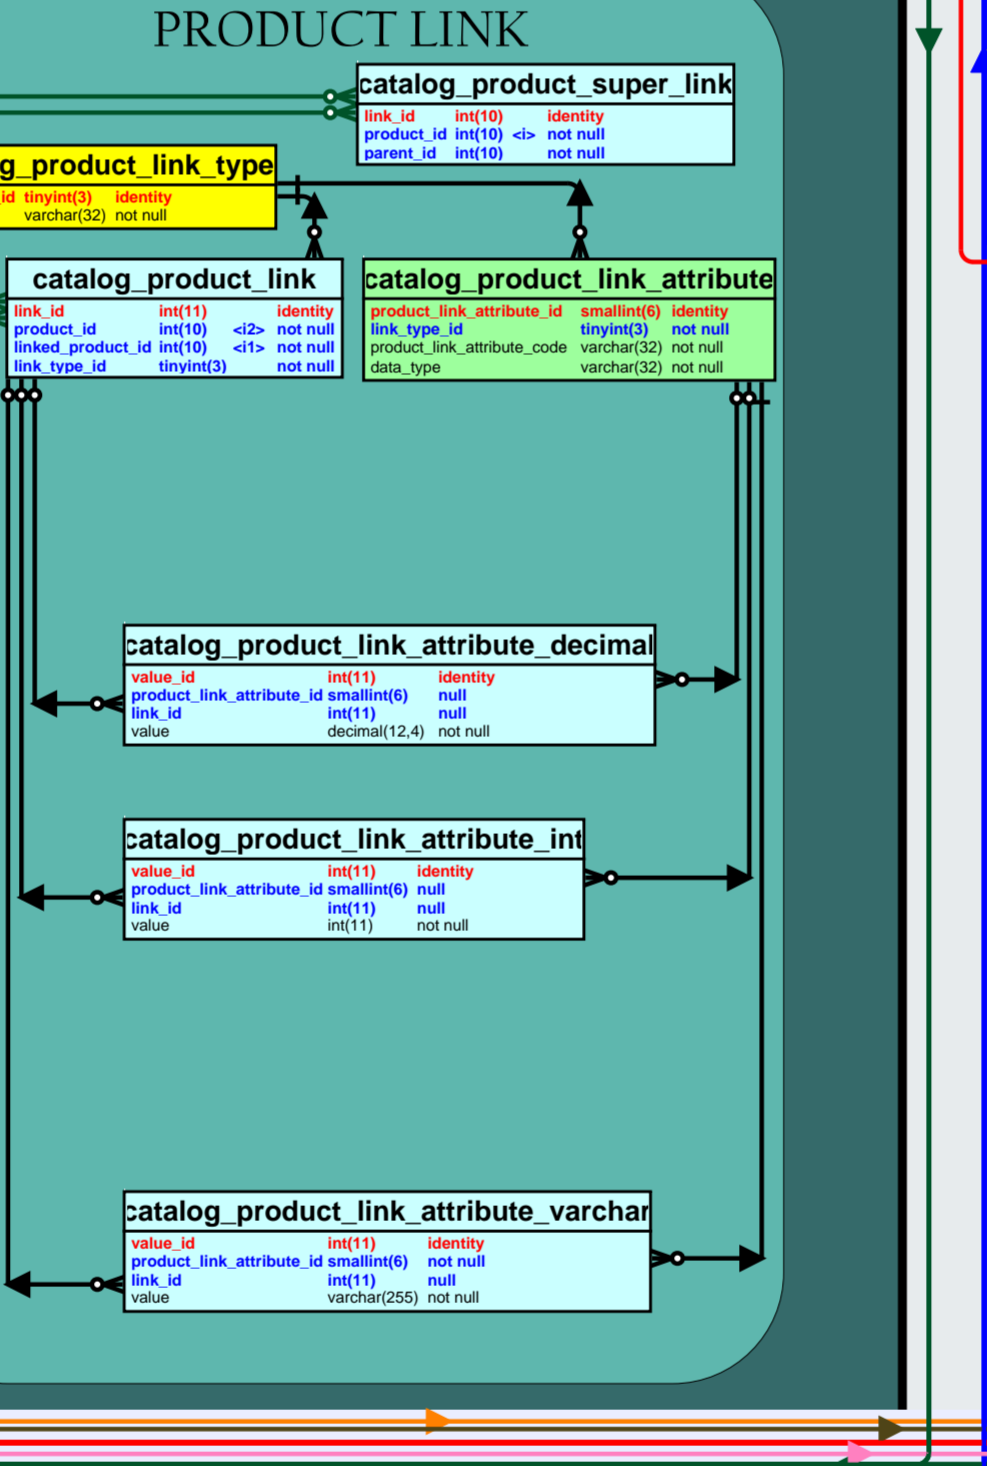 PRODUCT LINK
catalog_product_super_link
link_id int(10) identity
product_id int(10) <i> not null
parent_id int(10) not null
g_product_link_type
id tinyint(3) identity
varchar(32) not null
catalog_product_link
link_id int(11) identity
product_id int(10) <i2> not null
linked_product_id int(10) <i1> not null
link_type_id tinyint(3) not null
catalog_product_link_attribute
product_link_attribute_id smallint(6) identity
link_type_id tinyint(3) not null
product_link_attribute_code varchar(32) not null
data_type varchar(32) not null
catalog_product_link_attribute_decimal
value_id int(11) identity
product_link_attribute_id smallint(6) null
link_id int(11) null
value decimal(12,4) not null
catalog_product_link_attribute_int
value_id int(11) identity
product_link_attribute_id smallint(6) null
link_id int(11) null
value int(11) not null
catalog_product_link_attribute_varchar
value_id int(11) identity
product_link_attribute_id smallint(6) not null
link_id int(11) null
value varchar(255) not null